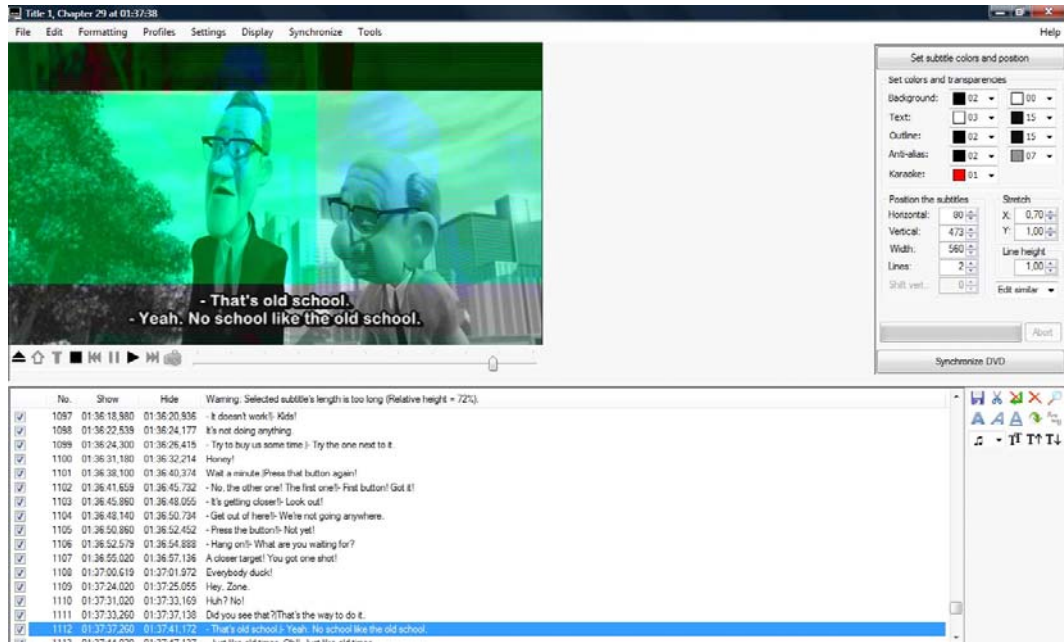 Title 1, Chapter 29 at 01:37:38
File Edit Formatting Profiles Settings Display Synchronize Tools Help
- That's old school.
- Yeah. No school like the old school.
Set subtitle colors and postion
Set colors and transparencies
Background: 02 00
Text: 03 15
Outline: 02 15
Anti-alias: 02 07
Karaoke: 01
Position the subtitles Stretch
Horizontal: 80 X: 0,70
Vertical: 473 Y: 1,00
Width: 560 Line height
Lines: 2 1,00
Shift vert.: 0 Edit similar
Abort
Synchronize DVD
No. Show Hide Warning: Selected subtitle's length is too long (Relative height = 72%).
1097 01:36:18,980 01:36:20,936 - It doesn't work!|- Kids!
1098 01:36:22,539 01:36:24,177 It's not doing anything.
1099 01:36:24,300 01:36:26,415 - Try to buy us some time.|- Try the one next to it.
1100 01:36:31,180 01:36:32,214 Honey!
1101 01:36:38,100 01:36:40,374 Wait a minute.|Press that button again!
1102 01:36:41,659 01:36:45,732 - No, the other one! The first one!|- First button! Got it!
1103 01:36:45,860 01:36:48,055 - It's getting closer!|- Look out!
1104 01:36:48,140 01:36:50,734 - Get out of here!|- We're not going anywhere.
1105 01:36:50,860 01:36:52,452 - Press the button!|- Not yet!
1106 01:36:52,579 01:36:54,888 - Hang on!|- What are you waiting for?
1107 01:36:55,020 01:36:57,136 A closer target! You got one shot!
1108 01:37:00,619 01:37:01,972 Everybody duck!
1109 01:37:24,020 01:37:25,055 Hey, Zone.
1110 01:37:31,020 01:37:33,169 Huh? No!
1111 01:37:33,260 01:37:37,138 Did you see that?|That's the way to do it.
1112 01:37:37,260 01:37:41,172 - That's old school.|- Yeah. No school like the old school.